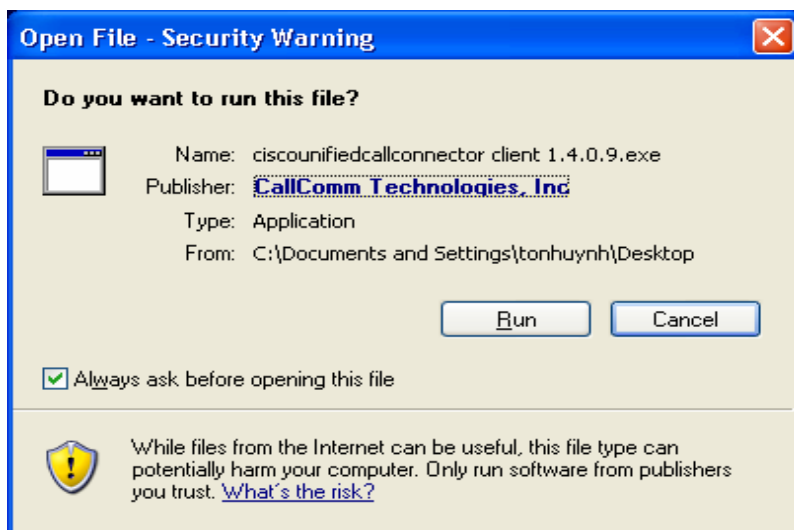 Open File - Security Warning
Do you want to run this file?
Name: ciscounifiedcallconnector client 1.4.0.9.exe
Publisher: CallComm Technologies, Inc
Type: Application
From: C:\Documents and Settings\tonhuynh\Desktop
Run Cancel
Always ask before opening this file
While files from the Internet can be useful, this file type can
potentially harm your computer. Only run software from publishers
you trust. What's the risk?